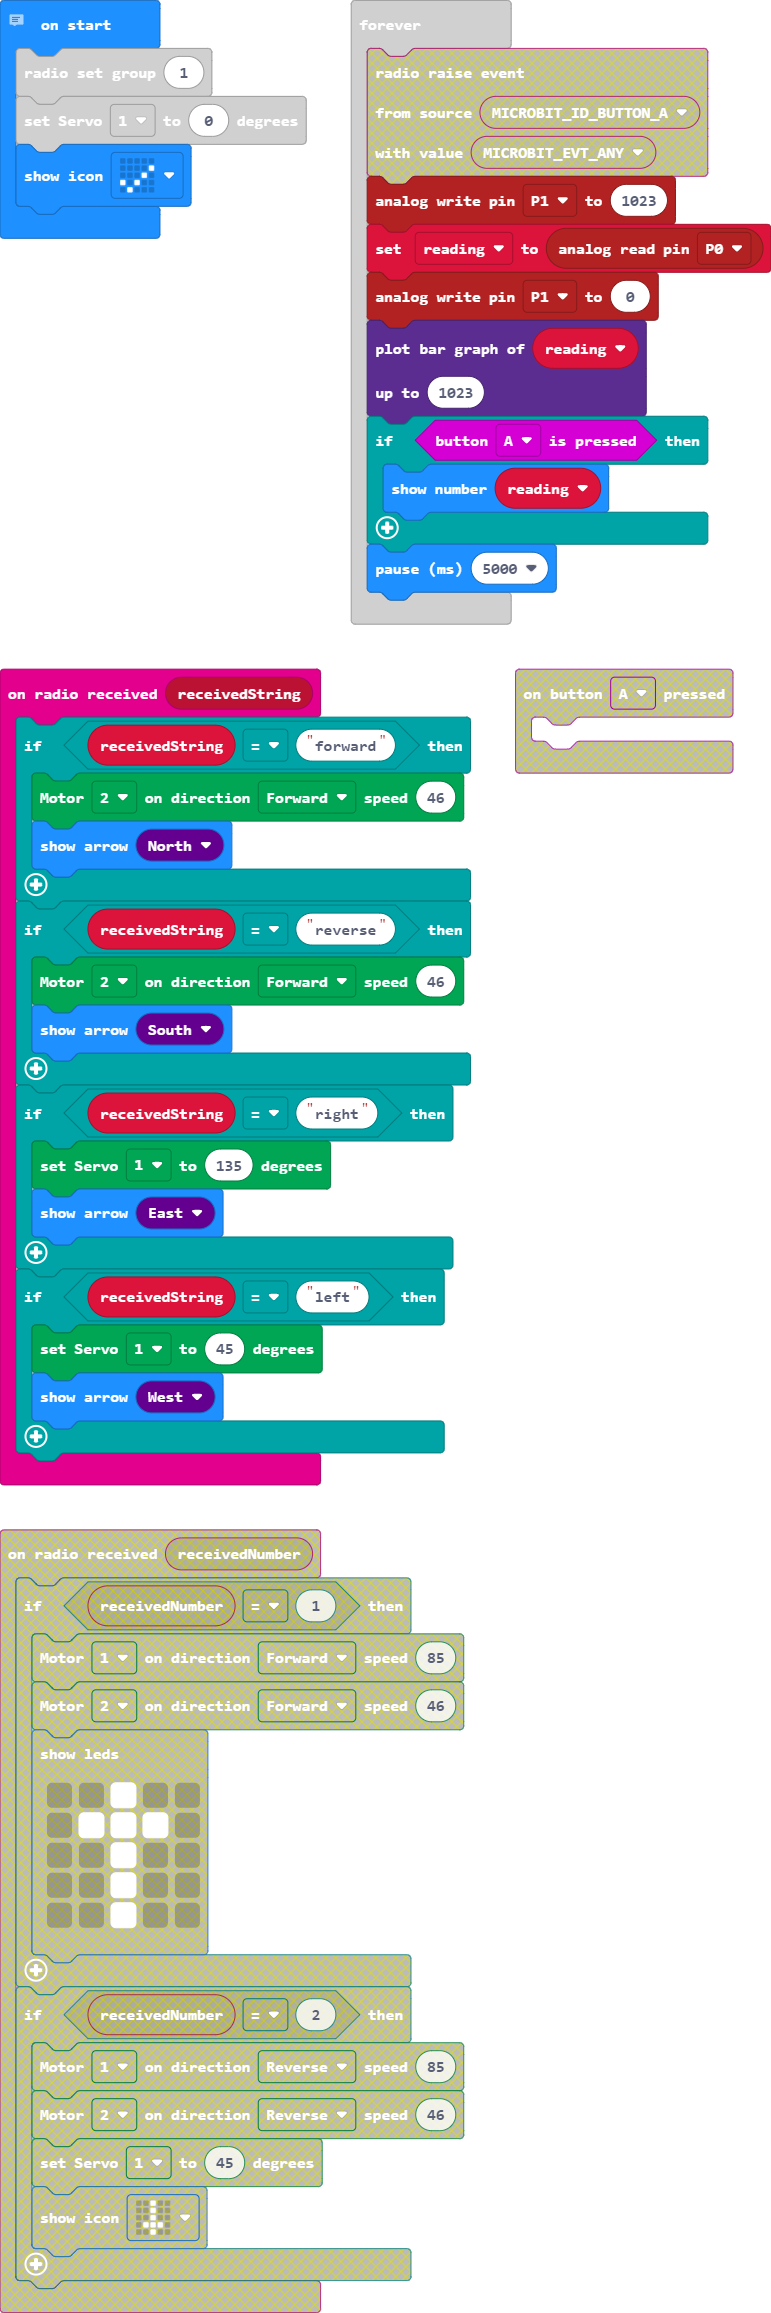 on start
radio set group 1
set Servo 1 to 0 degrees
show icon
forever
radio raise event
from source MICROBIT_ID_BUTTON_A
with value MICROBIT_EVT_ANY
analog write pin P1 to 1023
set reading to analog read pin P0
analog write pin P1 to 0
plot bar graph of reading
up to 1023
if button A is pressed then
show number reading
pause (ms) 5000
on radio received receivedString
if receivedString = "forward" then
Motor 2 on direction Forward speed 46
show arrow North
if receivedString = "reverse" then
Motor 2 on direction Forward speed 46
show arrow South
if receivedString = "right" then
set Servo 1 to 135 degrees
show arrow East
if receivedString = "left" then
set Servo 1 to 45 degrees
show arrow West
on button A pressed
on radio received receivedNumber
if receivedNumber = 1 then
Motor 1 on direction Forward speed 85
Motor 2 on direction Forward speed 46
show leds
if receivedNumber = 2 then
Motor 1 on direction Reverse speed 85
Motor 2 on direction Reverse speed 46
set Servo 1 to 45 degrees
show icon